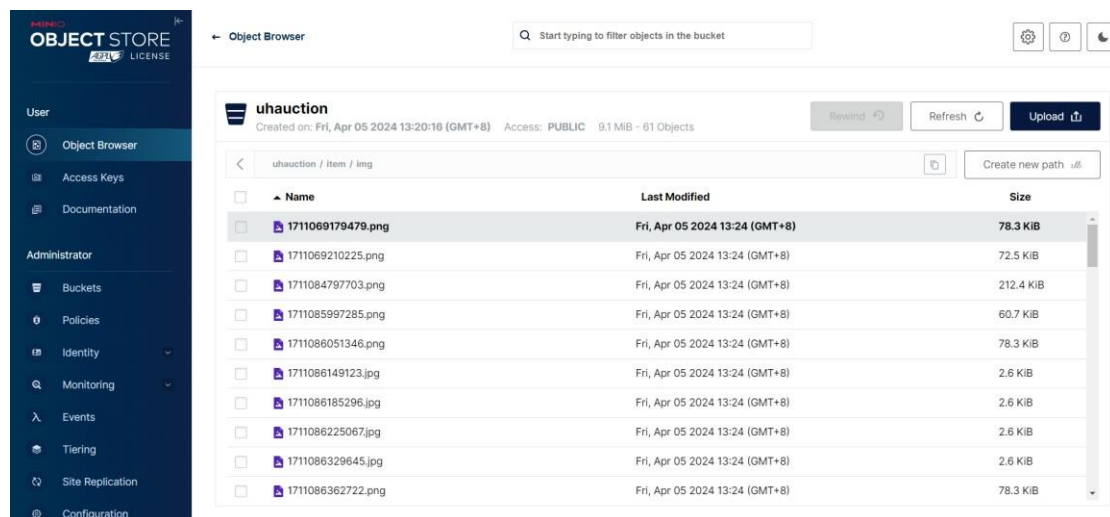 MINIO
OBJECT STORE
AGPLv3 LICENSE
User
Object Browser
Access Keys
Documentation
Administrator
Buckets
Policies
Identity
Monitoring
Events
Tiering
Site Replication
Configuration
← Object Browser
Start typing to filter objects in the bucket
uhauction
Created on: Fri, Apr 05 2024 13:20:16 (GMT+8) Access: PUBLIC 9.1 MiB - 61 Objects
Rewind Refresh Upload
uhauction / item / img Create new path
Name Last Modified Size
1711069179479.png Fri, Apr 05 2024 13:24 (GMT+8) 78.3 KiB
1711069210225.png Fri, Apr 05 2024 13:24 (GMT+8) 72.5 KiB
1711084797703.png Fri, Apr 05 2024 13:24 (GMT+8) 212.4 KiB
1711085997285.png Fri, Apr 05 2024 13:24 (GMT+8) 60.7 KiB
1711086051346.png Fri, Apr 05 2024 13:24 (GMT+8) 78.3 KiB
1711086149123.jpg Fri, Apr 05 2024 13:24 (GMT+8) 2.6 KiB
1711086185296.jpg Fri, Apr 05 2024 13:24 (GMT+8) 2.6 KiB
1711086225067.jpg Fri, Apr 05 2024 13:24 (GMT+8) 2.6 KiB
1711086329645.jpg Fri, Apr 05 2024 13:24 (GMT+8) 2.6 KiB
1711086362722.png Fri, Apr 05 2024 13:24 (GMT+8) 78.3 KiB